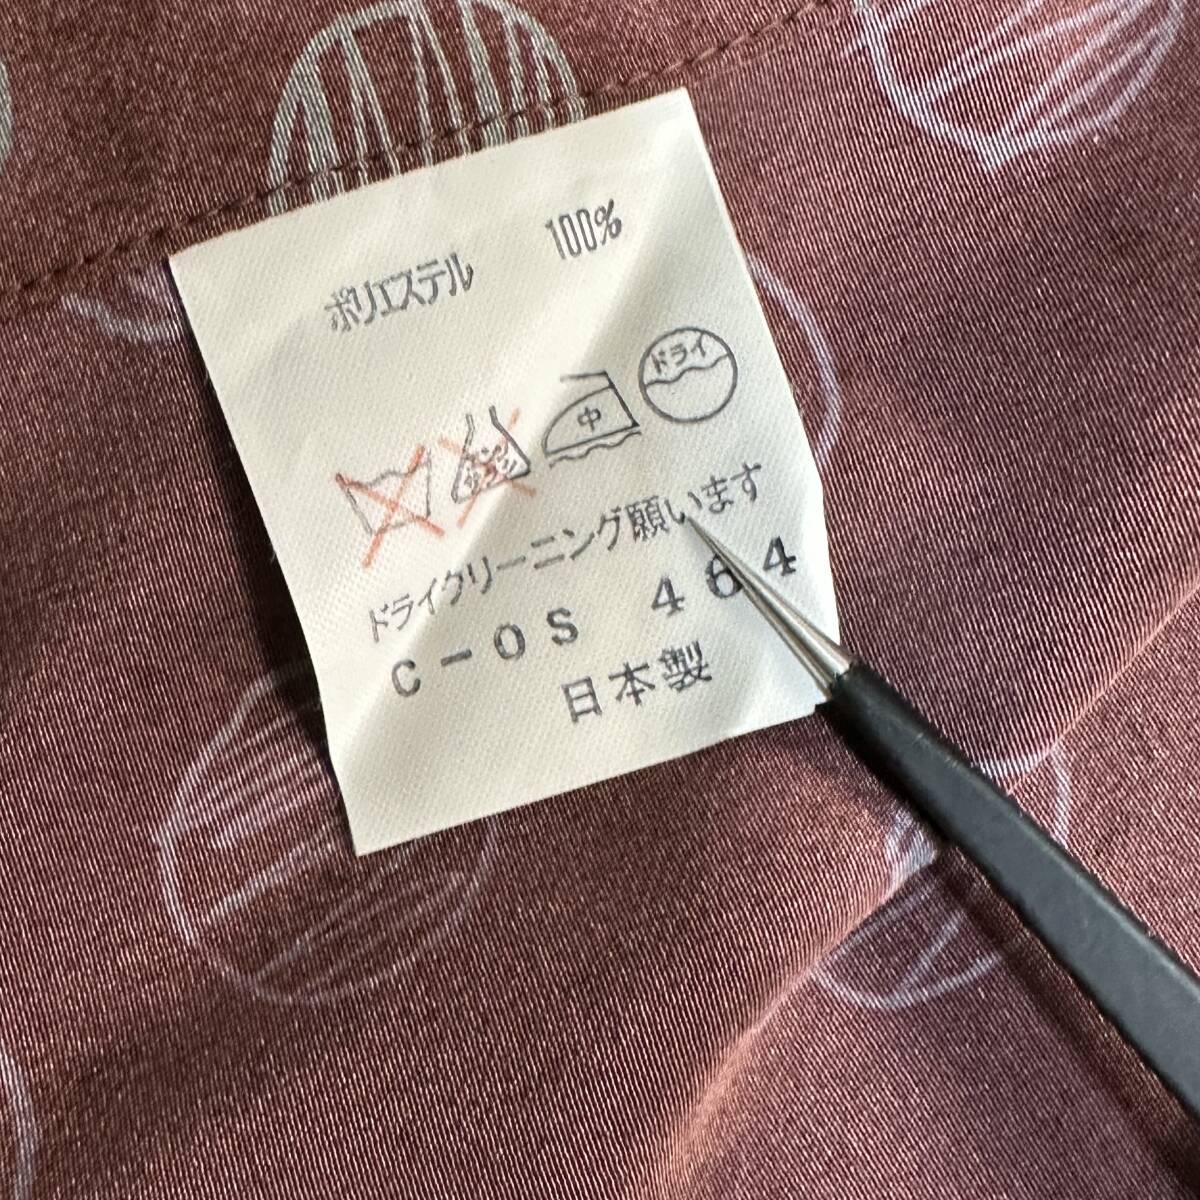 ポリエステル 100%
中 ドライ
ドライクリーニング願います
C-OS 464
日本製